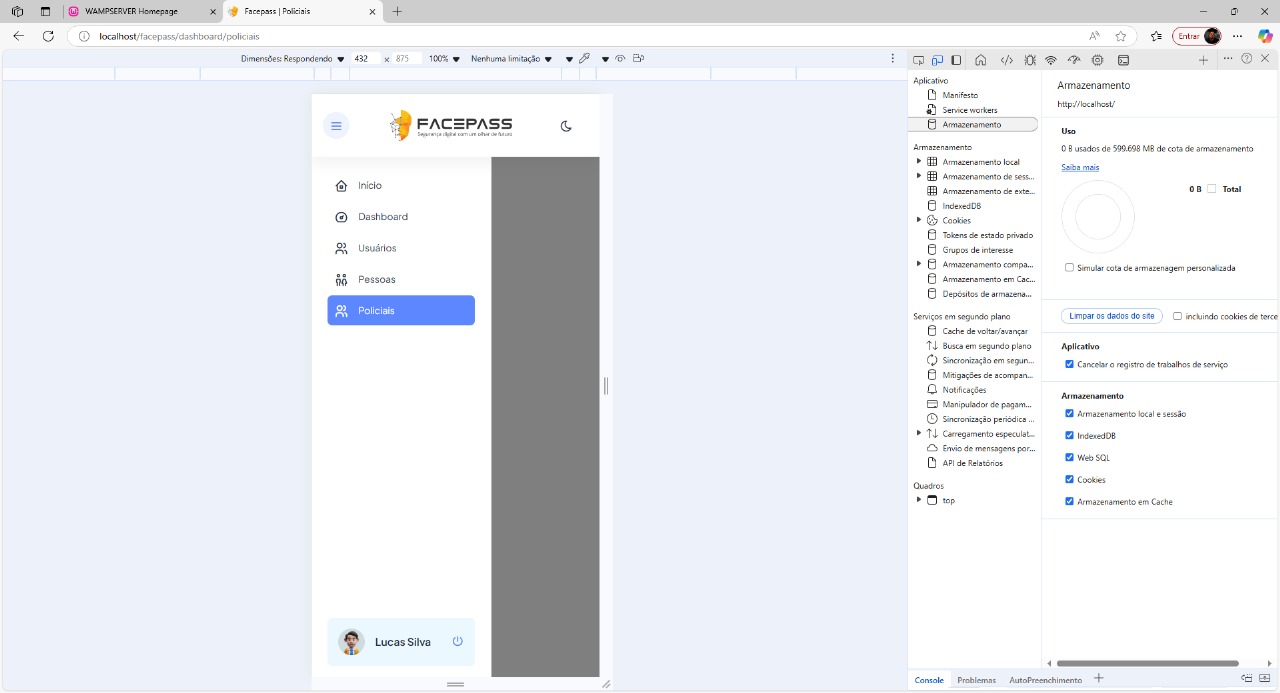 WAMPSERVER Homepage
Facepass | Policiais
localhost/facepass/dashboard/policiais
Entrar
Dimensões: Respondendo 432 × 875 100% Nenhuma limitação
FACEPASS
Segurança digital com um olhar de futuro
Início
Dashboard
Usuários
Pessoas
Policiais
Lucas Silva
Aplicativo
Manifesto
Service workers
Armazenamento
Armazenamento
Armazenamento local
Armazenamento de sess...
Armazenamento de exte...
IndexedDB
Cookies
Tokens de estado privado
Grupos de interesse
Armazenamento compa...
Armazenamento em Cac...
Depósitos de armazena...
Serviços em segundo plano
Cache de voltar/avançar
Busca em segundo plano
Sincronização em segun...
Mitigações de acompan...
Notificações
Manipulador de pagam...
Sincronização periódica ...
Carregamento especulat...
Envio de mensagens por...
API de Relatórios
Quadros
top
Armazenamento
http://localhost/
Uso
0 B usados de 599.698 MB de cota de armazenamento
Saiba mais
0 B Total
Simular cota de armazenagem personalizada
Limpar os dados do site
incluindo cookies de terce
Aplicativo
Cancelar o registro de trabalhos de serviço
Armazenamento
Armazenamento local e sessão
IndexedDB
Web SQL
Cookies
Armazenamento em Cache
Console Problemas AutoPreenchimento